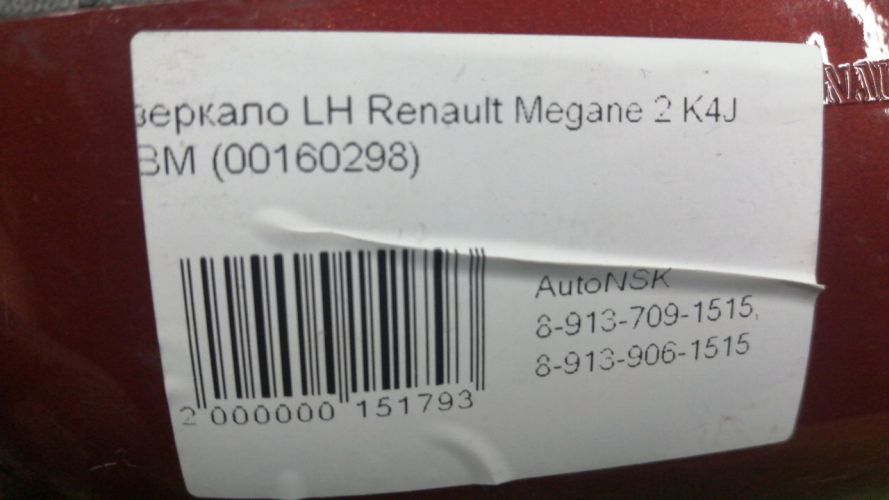 зеркало LH Renault Megane 2 K4J
BM (00160298)
AutoNSK
8-913-709-1515,
8-913-906-1515
2 000000 151793